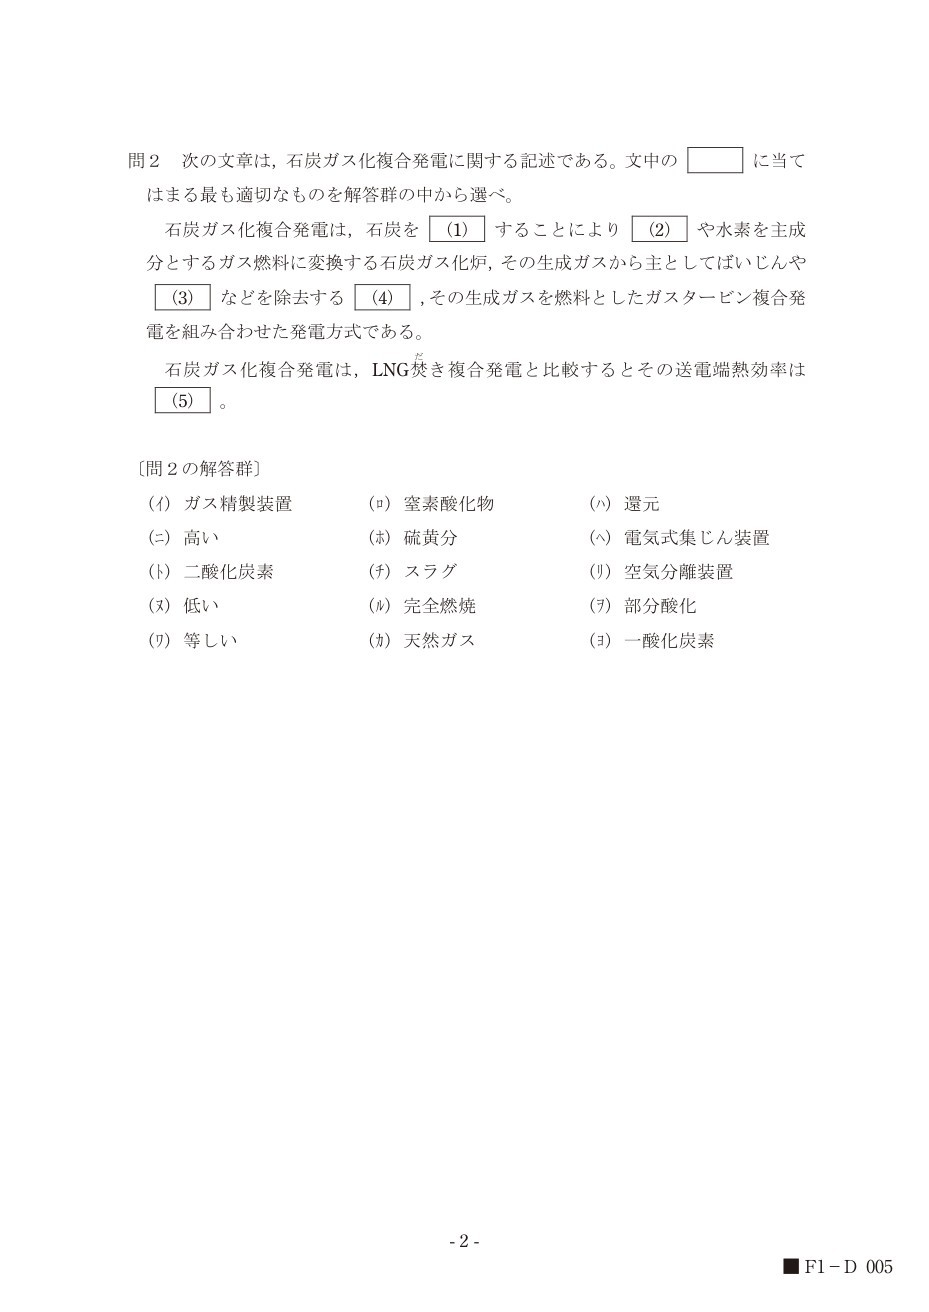 問２　次の文章は，石炭ガス化複合発電に関する記述である。文中の　　　に当て
はまる最も適切なものを解答群の中から選べ。
石炭ガス化複合発電は，石炭を (1) することにより (2) や水素を主成
分とするガス燃料に変換する石炭ガス化炉，その生成ガスから主としてばいじんや
(3) などを除去する (4) ，その生成ガスを燃料としたガスタービン複合発
電を組み合わせた発電方式である。
だ
石炭ガス化複合発電は，LNG焚き複合発電と比較するとその送電端熱効率は
(5) 。
〔問２の解答群〕
(ｲ) ガス精製装置　(ﾛ) 窒素酸化物　(ﾊ) 還元
(ﾆ) 高い　(ﾎ) 硫黄分　(ﾍ) 電気式集じん装置
(ﾄ) 二酸化炭素　(ﾁ) スラグ　(ﾘ) 空気分離装置
(ﾇ) 低い　(ﾙ) 完全燃焼　(ｦ) 部分酸化
(ﾜ) 等しい　(ｶ) 天然ガス　(ﾖ) 一酸化炭素
- 2 -
■F1－D 005